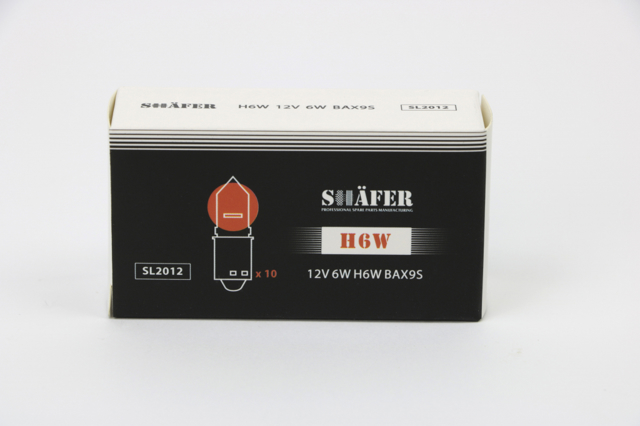 SHÄFER H6W 12V 6W BAX9S SL2012
SHÄFER
PROFESSIONAL SPARE PARTS MANUFACTURING
H6W
SL2012 x 10 12V 6W H6W BAX9S